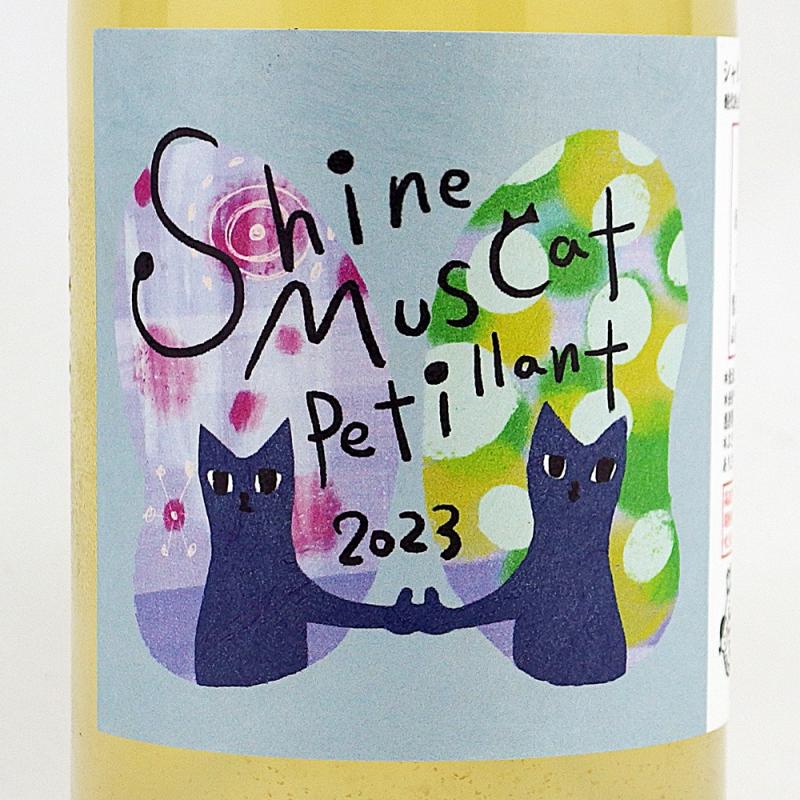 Shine
MusCat
Petillant
2023